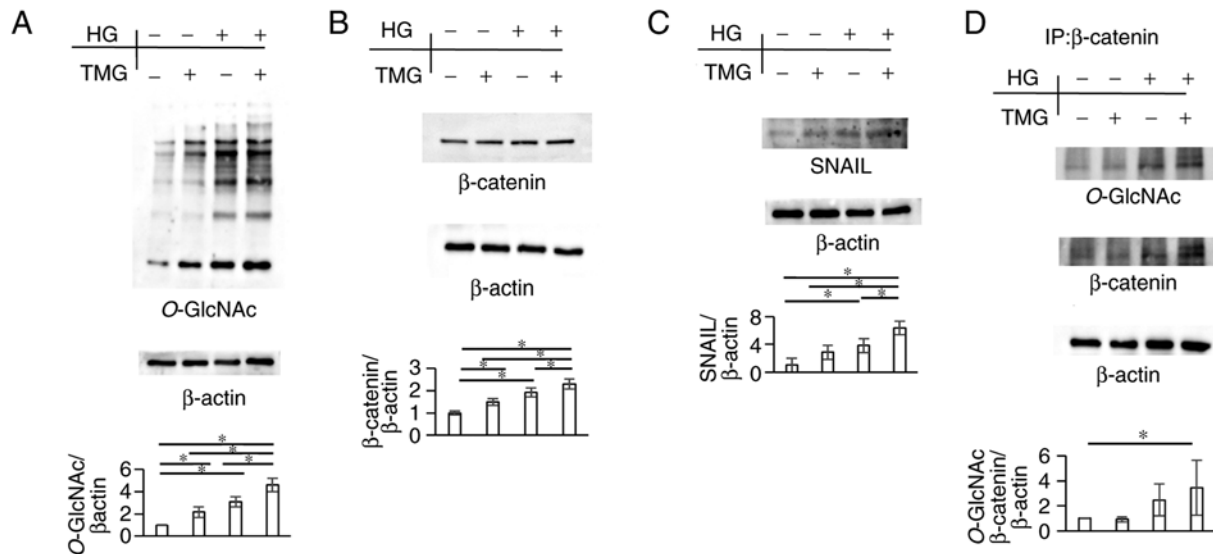 A
HG − − + +
TMG − + − +
O-GlcNAc
β-actin
O-GlcNAc/
βactin
6
4
2
0
* * * * *
B
HG − − + +
TMG − + − +
β-catenin
β-actin
β-catenin/
β-actin
3
2
1
0
* * * * *
C
HG − − + +
TMG − + − +
SNAIL
β-actin
SNAIL/
β-actin
8
4
0
* * * *
D
IP:β-catenin
HG − − + +
TMG − + − +
O-GlcNAc
β-catenin
β-actin
O-GlcNAc
β-catenin/
β-actin
6
4
2
0
*